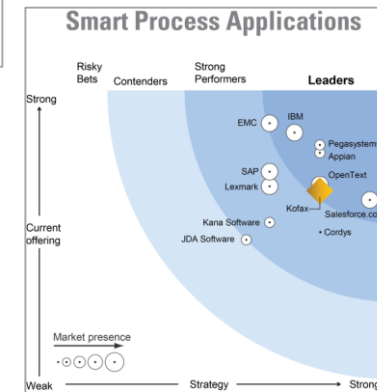 Smart Process Applications
Risky
Bets
Contenders
Strong
Performers
Leaders
Strong
EMC
IBM
Pegasystems
Appian
SAP
OpenText
Lexmark
Kofax
Salesforce.co
Kana Software
Current
offering
Cordys
JDA Software
Market presence
Weak
Strategy
Strong